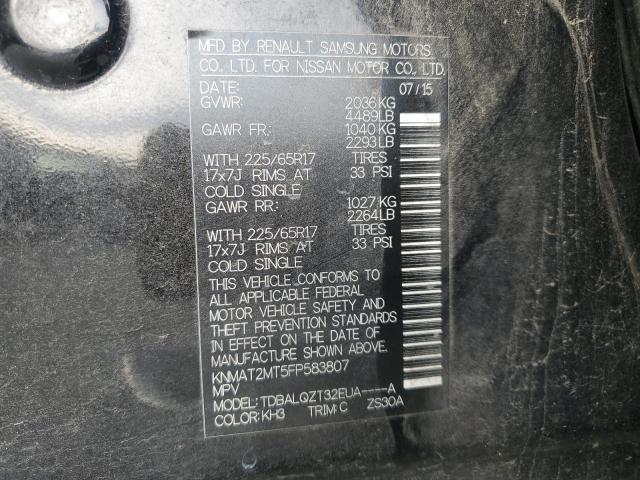 MFD BY RENAULT SAMSUNG MOTORS
CO., LTD. FOR NISSAN MOTOR CO., LTD.
DATE: 07/15
GVWR: 2036KG
4489LB
GAWR FR: 1040KG
2293LB
WITH 225/65R17 TIRES
17x7J RIMS AT 33 PSI
COLD SINGLE
GAWR RR: 1027KG
2264LB
WITH 225/65R17 TIRES
17x7J RIMS AT 33 PSI
COLD SINGLE
THIS VEHICLE CONFORMS TO
ALL APPLICABLE FEDERAL
MOTOR VEHICLE SAFETY AND
THEFT PREVENTION STANDARDS
IN EFFECT ON THE DATE OF
MANUFACTURE SHOWN ABOVE.
KNMAT2MT5FP583807
MPV
MODEL: TDBALQZT32EUA----A
COLOR: KH3 TRIM: C ZS30A